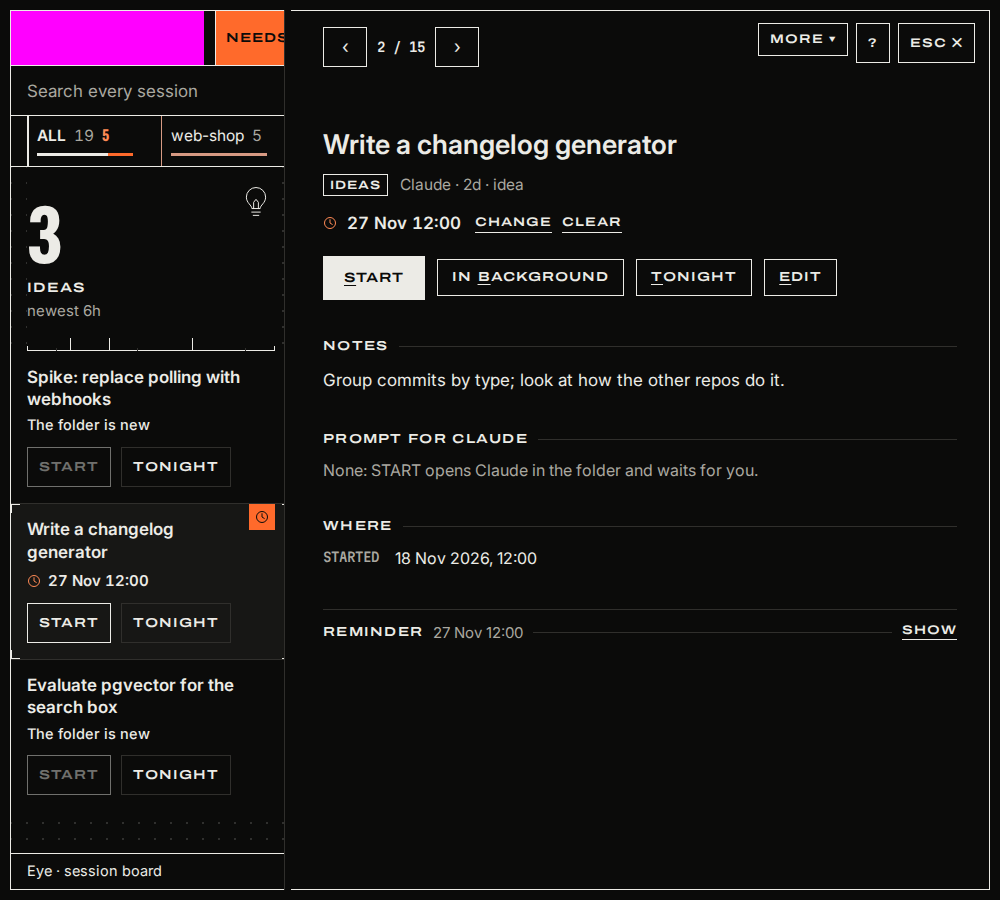 NEEDS
Search every session
ALL 19 5
web-shop 5
3
IDEAS
newest 6h
Spike: replace polling with
webhooks
The folder is new
START TONIGHT
Write a changelog
generator
27 Nov 12:00
START TONIGHT
Evaluate pgvector for the
search box
The folder is new
START TONIGHT
Eye · session board
‹ 2 / 15 ›
MORE ▾ ? ESC ✕
Write a changelog generator
IDEAS Claude · 2d · idea
27 Nov 12:00 CHANGE CLEAR
START IN BACKGROUND TONIGHT EDIT
NOTES
Group commits by type; look at how the other repos do it.
PROMPT FOR CLAUDE
None: START opens Claude in the folder and waits for you.
WHERE
STARTED 18 Nov 2026, 12:00
REMINDER 27 Nov 12:00 SHOW